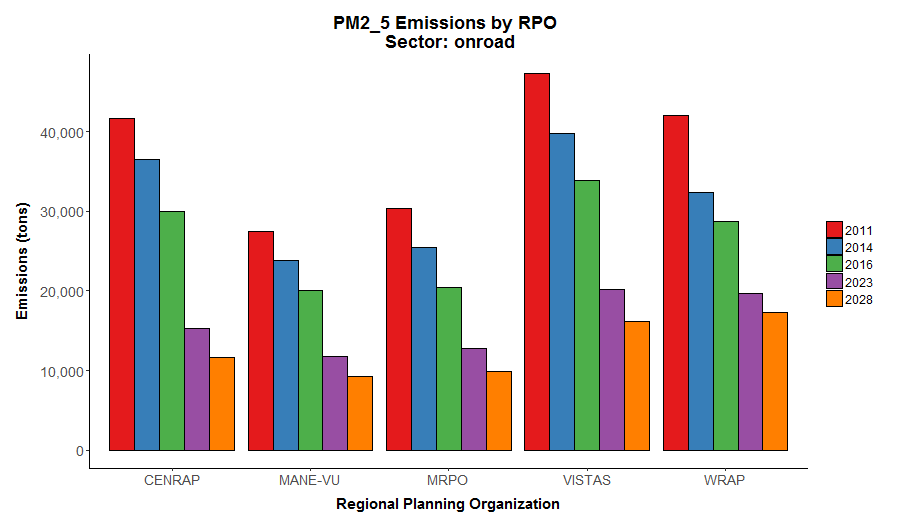 PM2_5 Emissions by RPO
Sector: onroad
Emissions (tons)
40,000
30,000
20,000
10,000
0
CENRAP MANE-VU MRPO VISTAS WRAP
Regional Planning Organization
2011
2014
2016
2023
2028